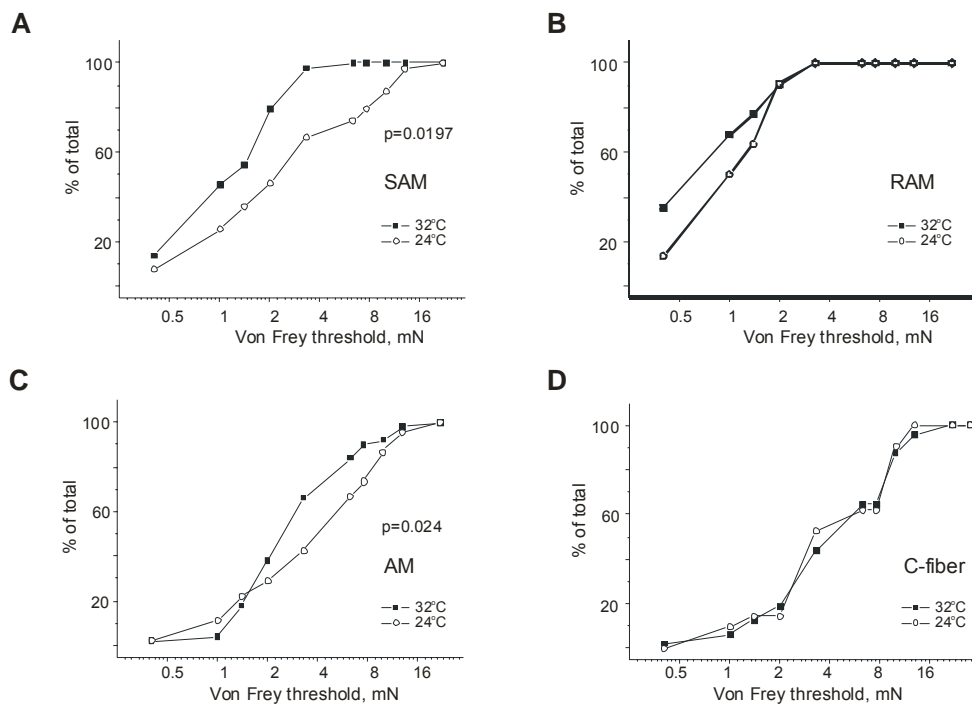 A
% of total
100
60
20
p=0.0197
SAM
32°C
24°C
0.5 1 2 4 8 16
Von Frey threshold, mN
B
% of total
100
60
20
RAM
32°C
24°C
0.5 1 2 4 8 16
Von Frey threshold, mN
C
% of total
100
60
20
p=0.024
AM
32°C
24°C
0.5 1 2 4 8 16
Von Frey threshold, mN
D
% of total
100
60
20
C-fiber
32°C
24°C
0.5 1 2 4 8 16
Von Frey threshold, mN